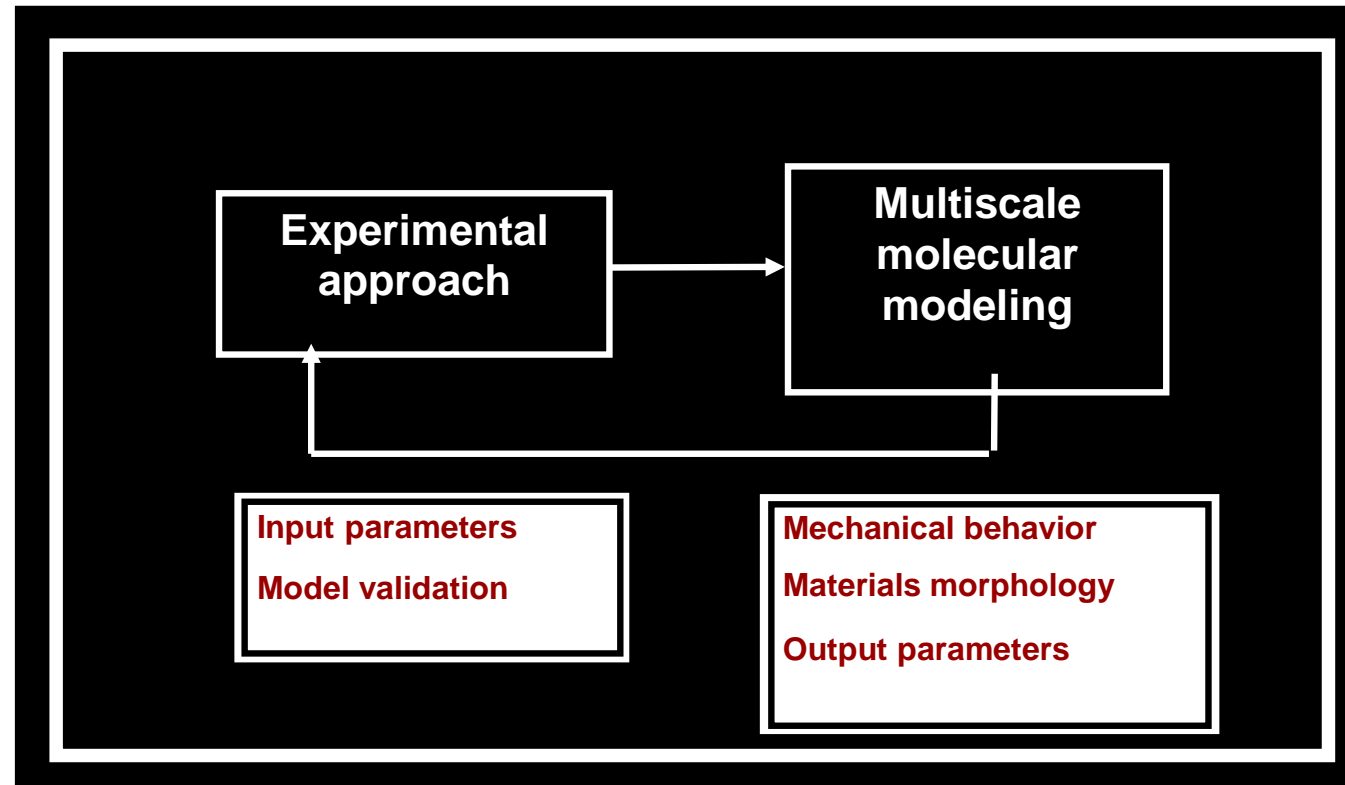 Experimental
approach
Multiscale
molecular
modeling
Input parameters
Model validation
Mechanical behavior
Materials morphology
Output parameters